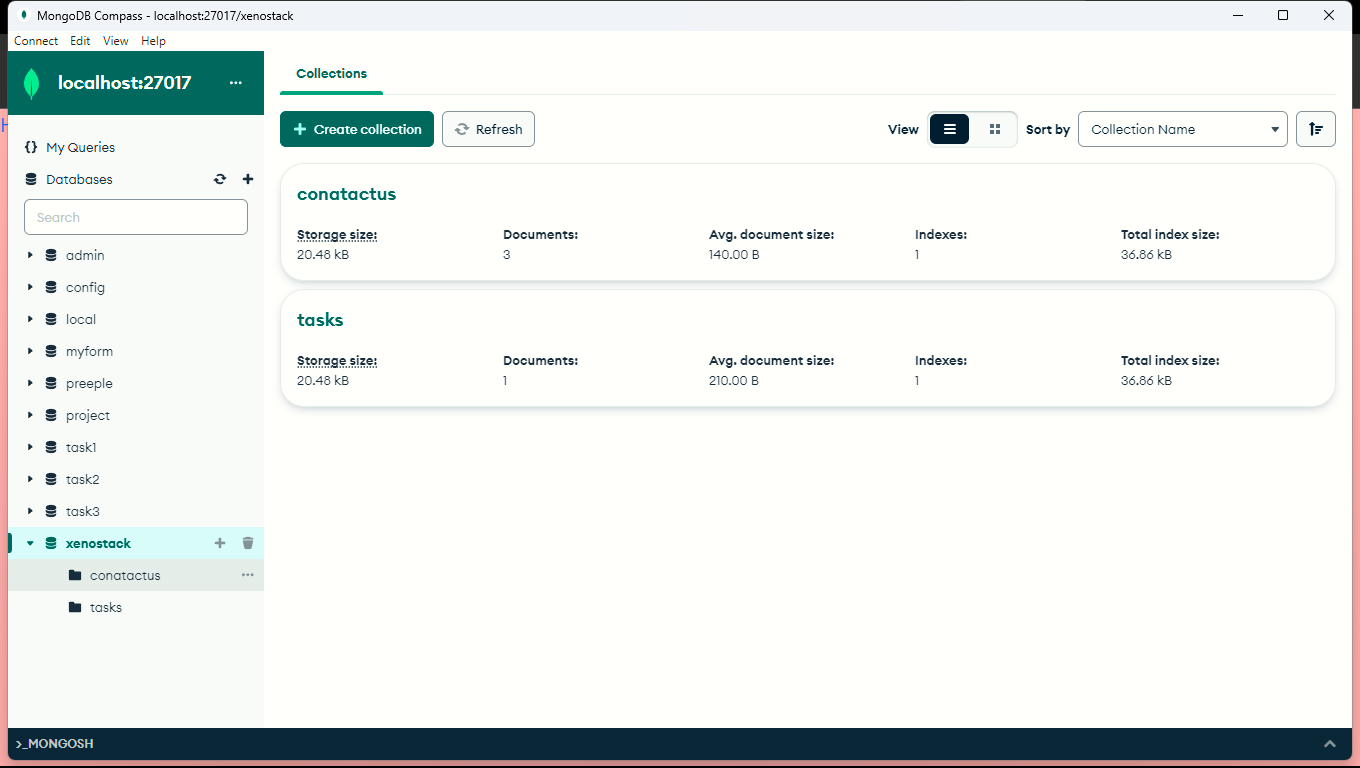 MongoDB Compass - localhost:27017/xenostack
Connect Edit View Help
localhost:27017
My Queries
Databases
Search
admin
config
local
myform
preeple
project
task1
task2
task3
xenostack
conatactus
tasks
Collections
Create collection
Refresh
View
Sort by
Collection Name
conatactus
Storage size: Documents: Avg. document size: Indexes: Total index size:
20.48 kB 3 140.00 B 1 36.86 kB
tasks
Storage size: Documents: Avg. document size: Indexes: Total index size:
20.48 kB 1 210.00 B 1 36.86 kB
>_MONGOSH